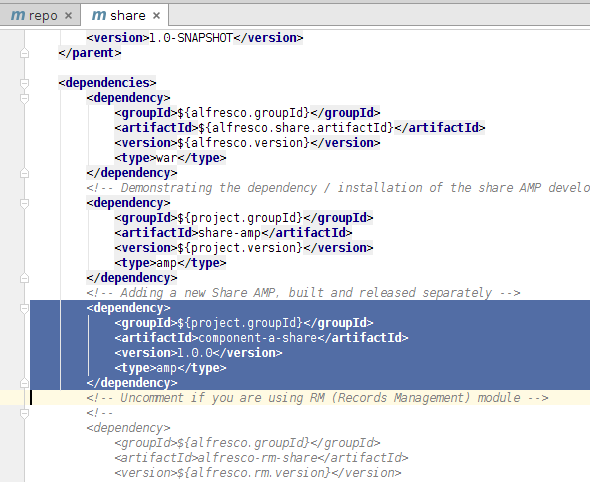 repo share
<version>1.0-SNAPSHOT</version>
</parent>
<dependencies>
<dependency>
<groupId>${alfresco.groupId}</groupId>
<artifactId>${alfresco.share.artifactId}</artifactId>
<version>${alfresco.version}</version>
<type>war</type>
</dependency>
<!-- Demonstrating the dependency / installation of the share AMP develo
<dependency>
<groupId>${project.groupId}</groupId>
<artifactId>share-amp</artifactId>
<version>${project.version}</version>
<type>amp</type>
</dependency>
<!-- Adding a new Share AMP, built and released separately -->
<dependency>
<groupId>${project.groupId}</groupId>
<artifactId>component-a-share</artifactId>
<version>1.0.0</version>
<type>amp</type>
</dependency>
<!-- Uncomment if you are using RM (Records Management) module -->
<!--
<dependency>
<groupId>${alfresco.groupId}</groupId>
<artifactId>alfresco-rm-share</artifactId>
<version>${alfresco.rm.version}</version>